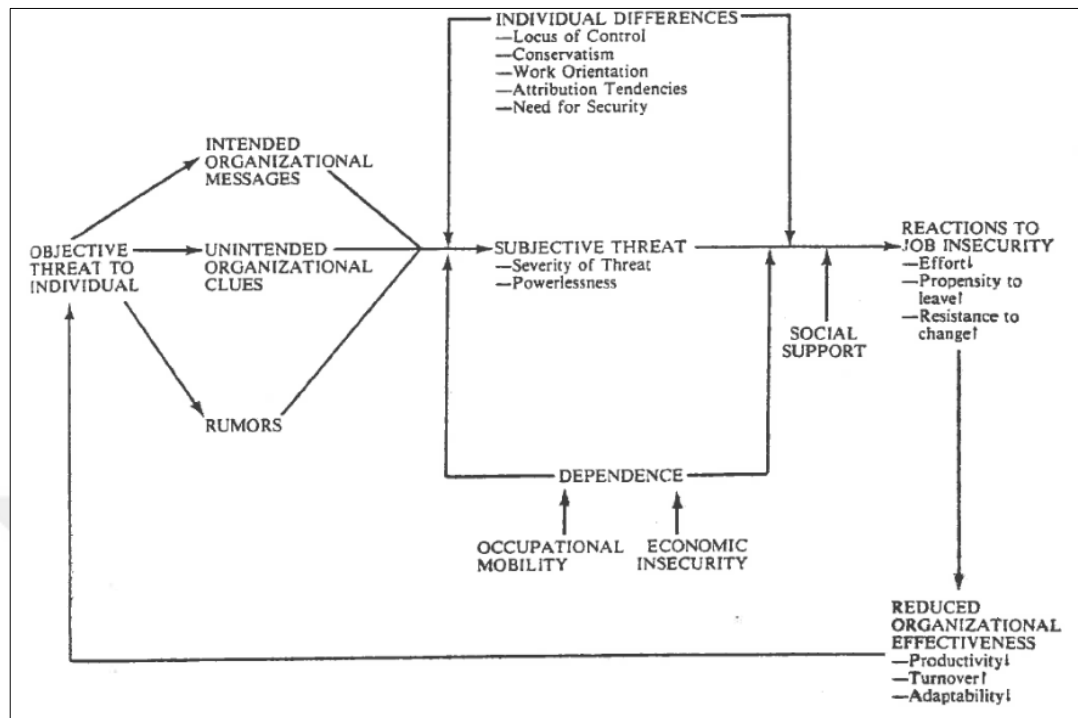 INDIVIDUAL DIFFERENCES
—Locus of Control
—Conservatism
—Work Orientation
—Attribution Tendencies
—Need for Security
INTENDED
ORGANIZATIONAL
MESSAGES
OBJECTIVE
THREAT TO
INDIVIDUAL
UNINTENDED
ORGANIZATIONAL
CLUES
RUMORS
SUBJECTIVE THREAT
—Severity of Threat
—Powerlessness
REACTIONS TO
JOB INSECURITY
—Effort↓
—Propensity to
leave↑
—Resistance to
change↑
SOCIAL
SUPPORT
DEPENDENCE
OCCUPATIONAL
MOBILITY
ECONOMIC
INSECURITY
REDUCED
ORGANIZATIONAL
EFFECTIVENESS
—Productivity↓
—Turnover↑
—Adaptability↓